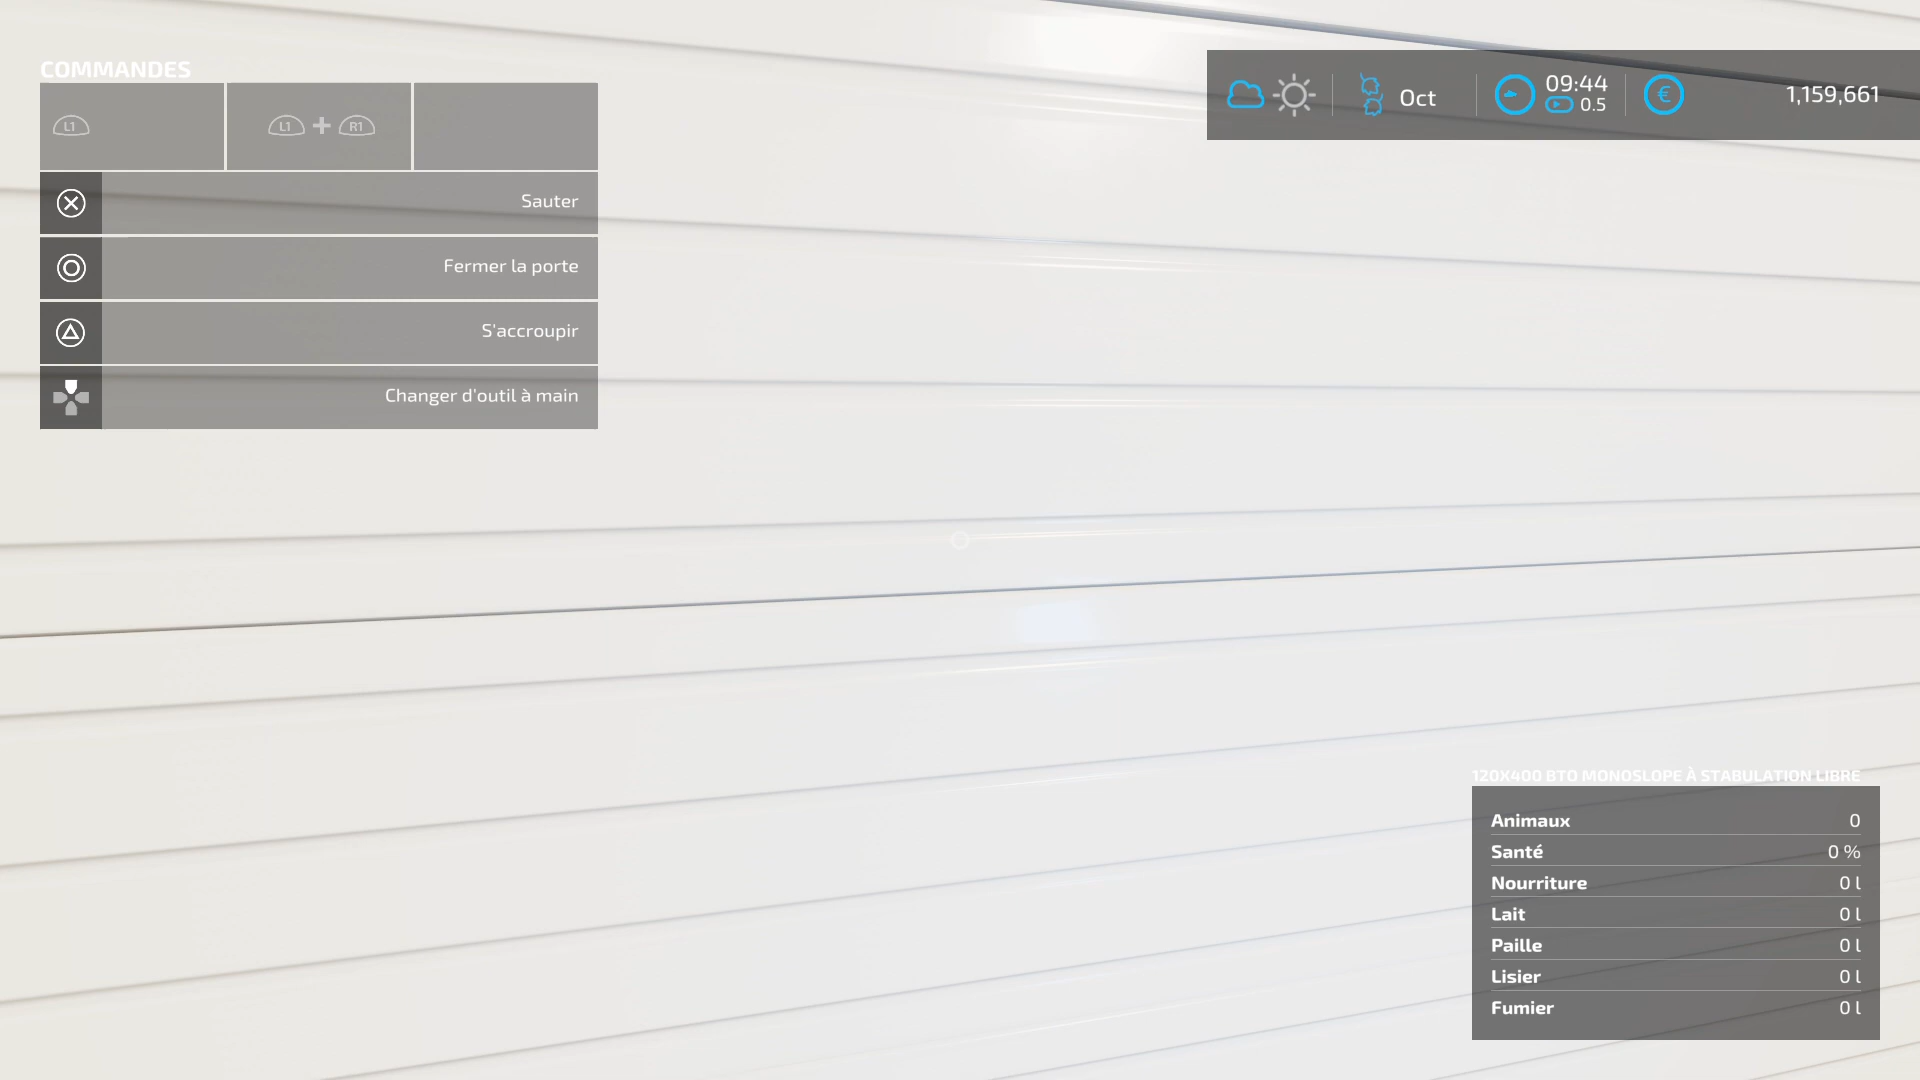 COMMANDES
L1
L1 + R1
Sauter
Fermer la porte
S'accroupir
Changer d'outil à main
Oct
09:44
0.5
€
1,159,661
120X400 BTO MONOSLOPE À STABULATION LIBRE
Animaux 0
Santé 0 %
Nourriture 0 l
Lait 0 l
Paille 0 l
Lisier 0 l
Fumier 0 l